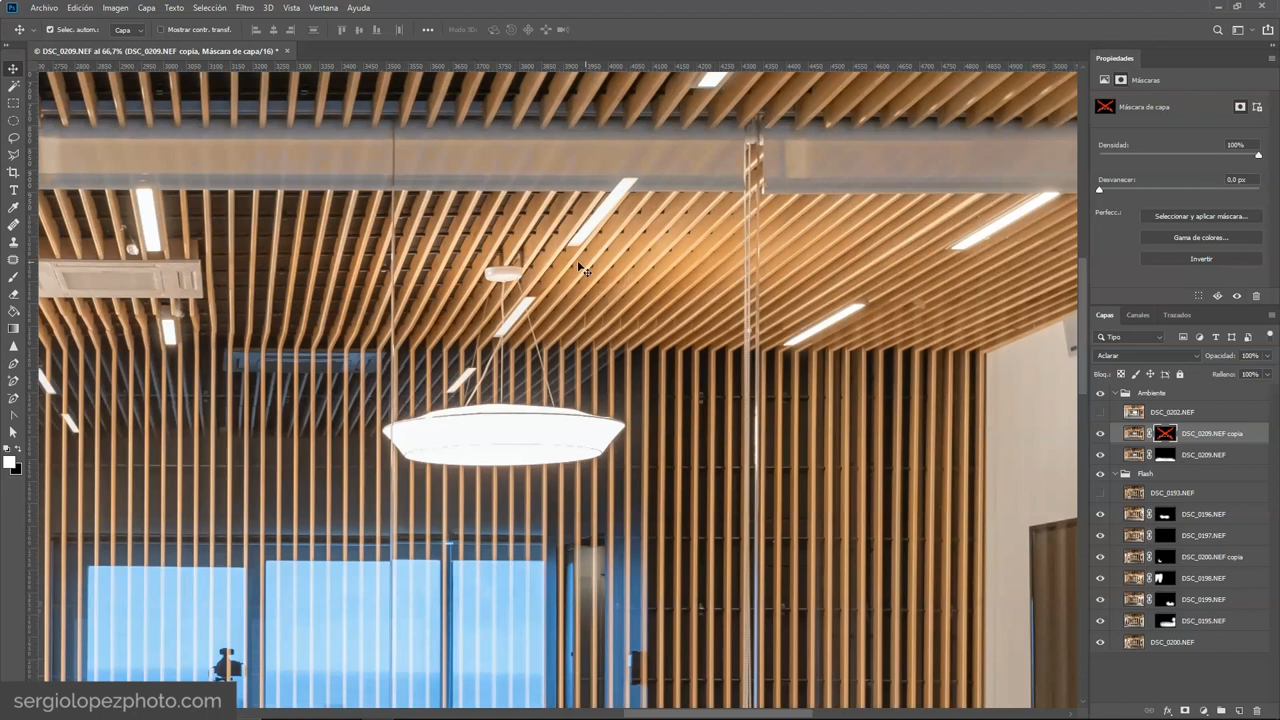 Archivo Edición Imagen Capa Texto Selección Filtro 3D Vista Ventana Ayuda
Selec. autom.: Capa Mostrar contr. transf. Modo 3D:
© DSC_0209.NEF al 66,7% (DSC_0209.NEF copia, Máscara de capa/16) *
Propiedades
Máscaras
Máscara de capa
Densidad: 100%
Desvanecer: 0,0 px
Perfecc.: Seleccionar y aplicar máscara...
Gama de colores...
Invertir
Capas Canales Trazados
Tipo
Aclarar Opacidad: 100%
Bloq.: Relleno: 100%
Ambiente
DSC_0202.NEF
DSC_0209.NEF copia
DSC_0209.NEF
Flash
DSC_0193.NEF
DSC_0196.NEF
DSC_0197.NEF
DSC_0200.NEF copia
DSC_0198.NEF
DSC_0199.NEF
DSC_0195.NEF
DSC_0200.NEF
sergiolopezphoto.com